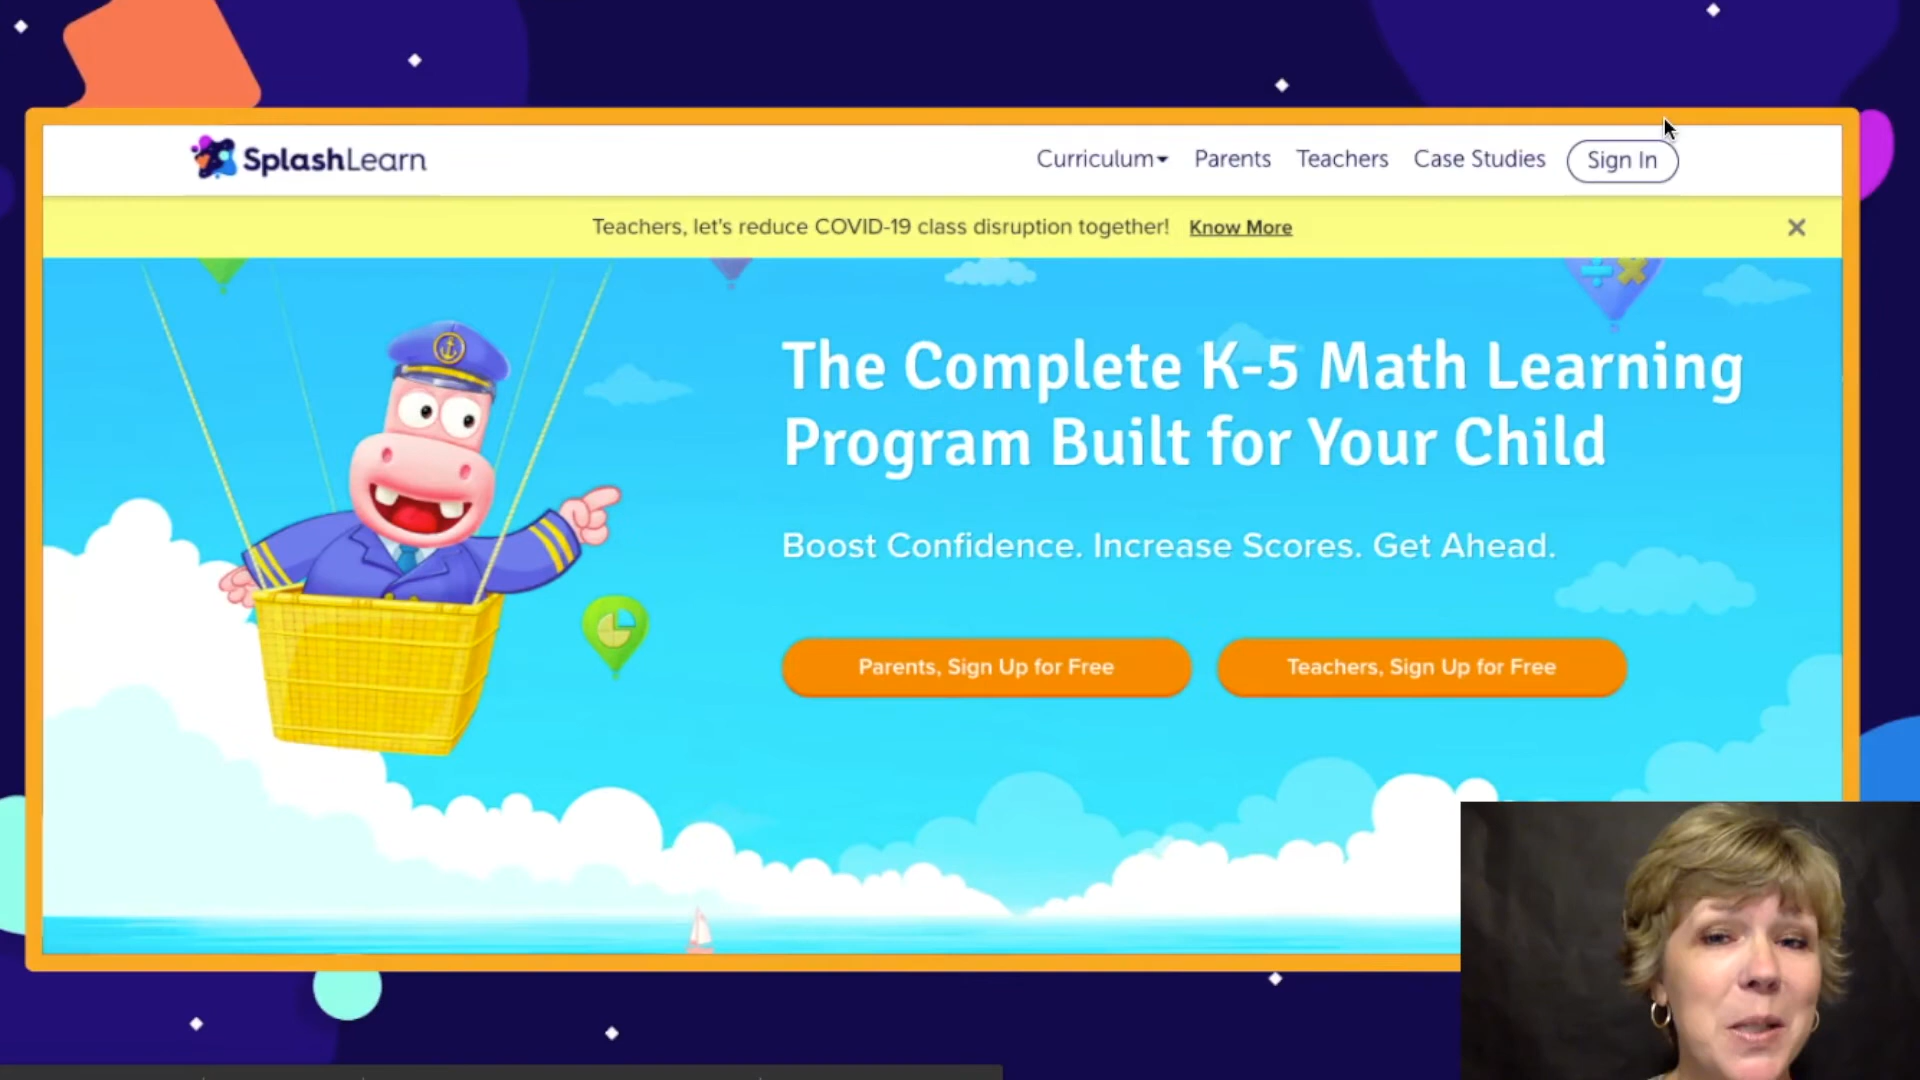 SplashLearn
Curriculum Parents Teachers Case Studies Sign In
Teachers, let's reduce COVID-19 class disruption together! Know More
The Complete K-5 Math Learning
Program Built for Your Child
Boost Confidence. Increase Scores. Get Ahead.
Parents, Sign Up for Free
Teachers, Sign Up for Free